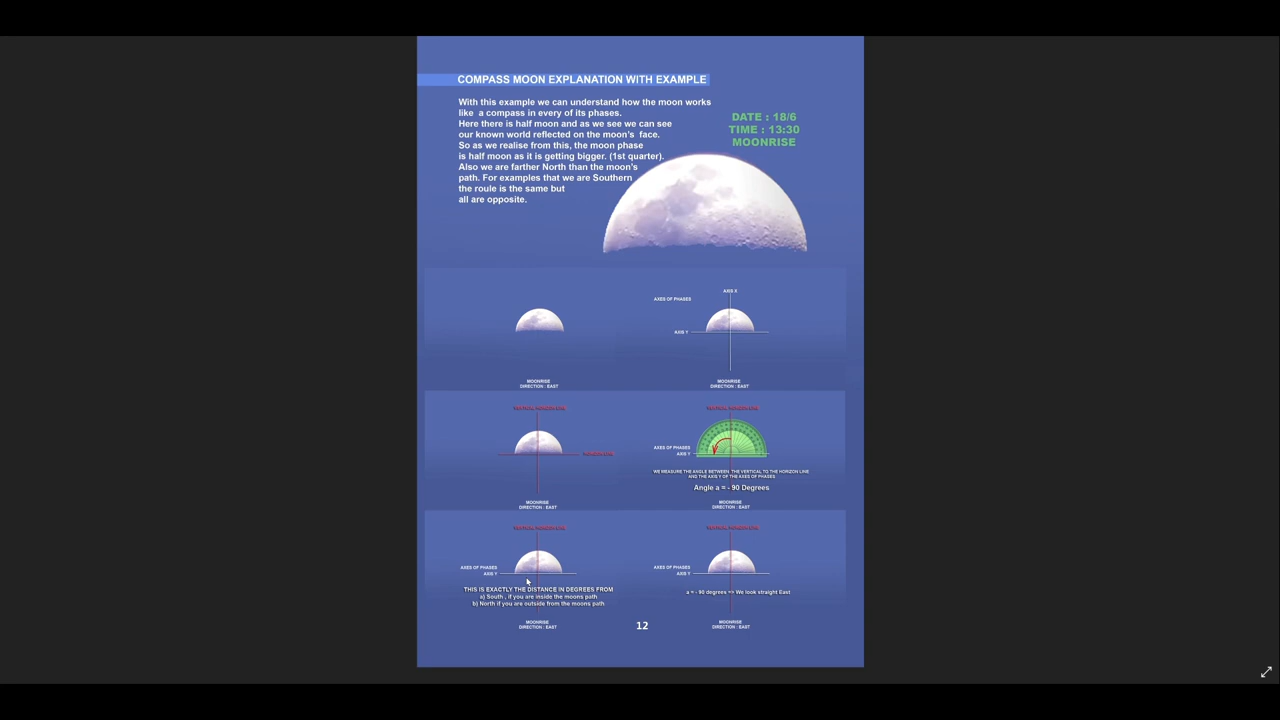 COMPASS MOON EXPLANATION WITH EXAMPLE
With this example we can understand how the moon works
like a compass in every of its phases.
Here there is half moon and as we see we can see
our known world reflected on the moon's face.
So as we realise from this, the moon phase
is half moon as it is getting bigger. (1st quarter).
Also we are farther North than the moon's
path. For examples that we are Southern
the roule is the same but
all are opposite.
DATE : 18/6
TIME : 13:30
MOONRISE
MOONRISE
DIRECTION : EAST
AXIS X
AXES OF PHASES
AXIS Y
MOONRISE
DIRECTION : EAST
MOONRISE
DIRECTION : EAST
AXES OF PHASES
AXIS Y
WE MEASURE THE ANGLE BETWEEN THE VERTICAL TO THE HORIZON LINE
AND THE AXIS Y OF THE AXES OF PHASES
Angle a = - 90 Degrees
MOONRISE
DIRECTION : EAST
AXES OF PHASES
AXIS Y
THIS IS EXACTLY THE DISTANCE IN DEGREES FROM
a) South , if you are inside the moons path
b) North if you are outside from the moons path
MOONRISE
DIRECTION : EAST
AXES OF PHASES
AXIS Y
a = - 90 degrees => We look straight East
MOONRISE
DIRECTION : EAST
12